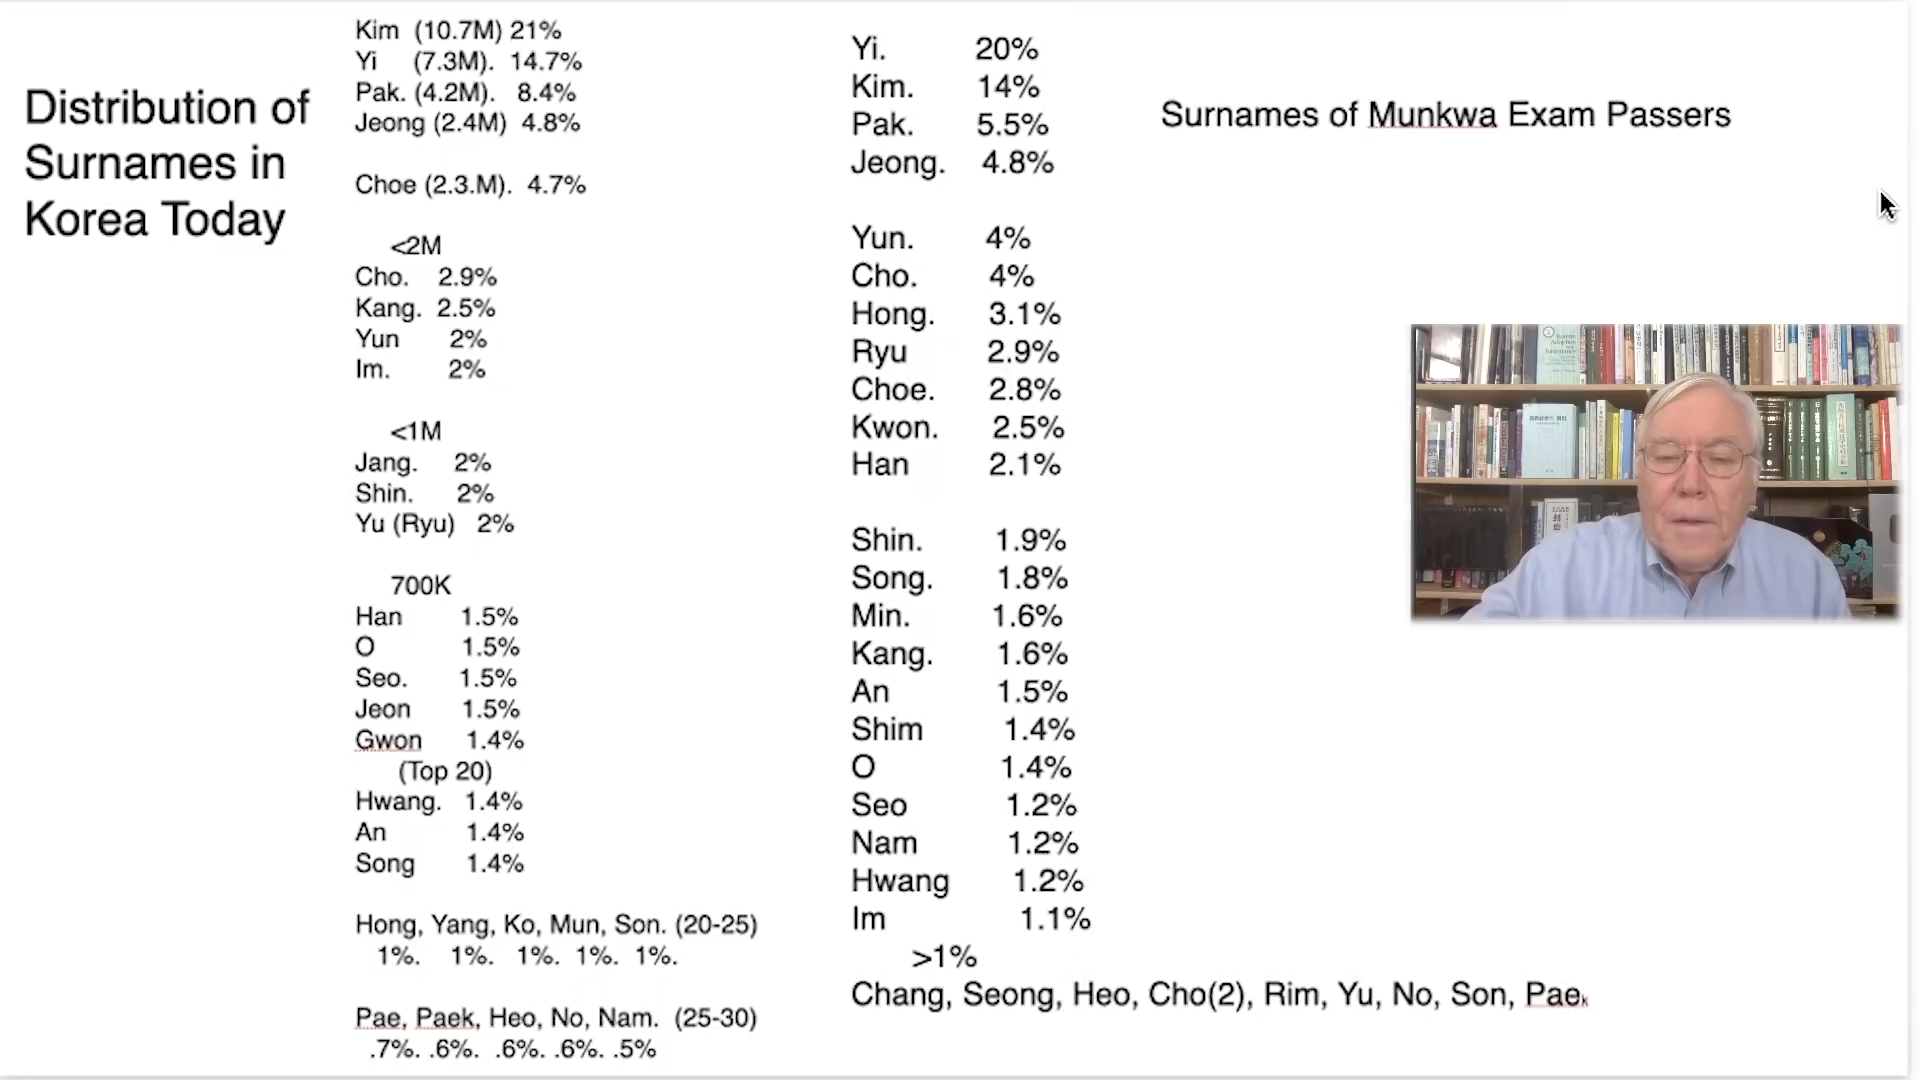 Distribution of
Surnames in
Korea Today
Kim (10.7M) 21%
Yi (7.3M). 14.7%
Pak. (4.2M). 8.4%
Jeong (2.4M) 4.8%
Choe (2.3.M). 4.7%
<2M
Cho. 2.9%
Kang. 2.5%
Yun 2%
Im. 2%
<1M
Jang. 2%
Shin. 2%
Yu (Ryu) 2%
700K
Han 1.5%
O 1.5%
Seo. 1.5%
Jeon 1.5%
Gwon 1.4%
(Top 20)
Hwang. 1.4%
An 1.4%
Song 1.4%
Hong, Yang, Ko, Mun, Son. (20-25)
1%. 1%. 1%. 1%. 1%.
Pae, Paek, Heo, No, Nam. (25-30)
.7%. .6%. .6%. .6%. .5%
Yi. 20%
Kim. 14%
Pak. 5.5%
Jeong. 4.8%
Yun. 4%
Cho. 4%
Hong. 3.1%
Ryu 2.9%
Choe. 2.8%
Kwon. 2.5%
Han 2.1%
Shin. 1.9%
Song. 1.8%
Min. 1.6%
Kang. 1.6%
An 1.5%
Shim 1.4%
O 1.4%
Seo 1.2%
Nam 1.2%
Hwang 1.2%
Im 1.1%
>1%
Chang, Seong, Heo, Cho(2), Rim, Yu, No, Son, Paek
Surnames of Munkwa Exam Passers
Korean
Adoption
Inheritance